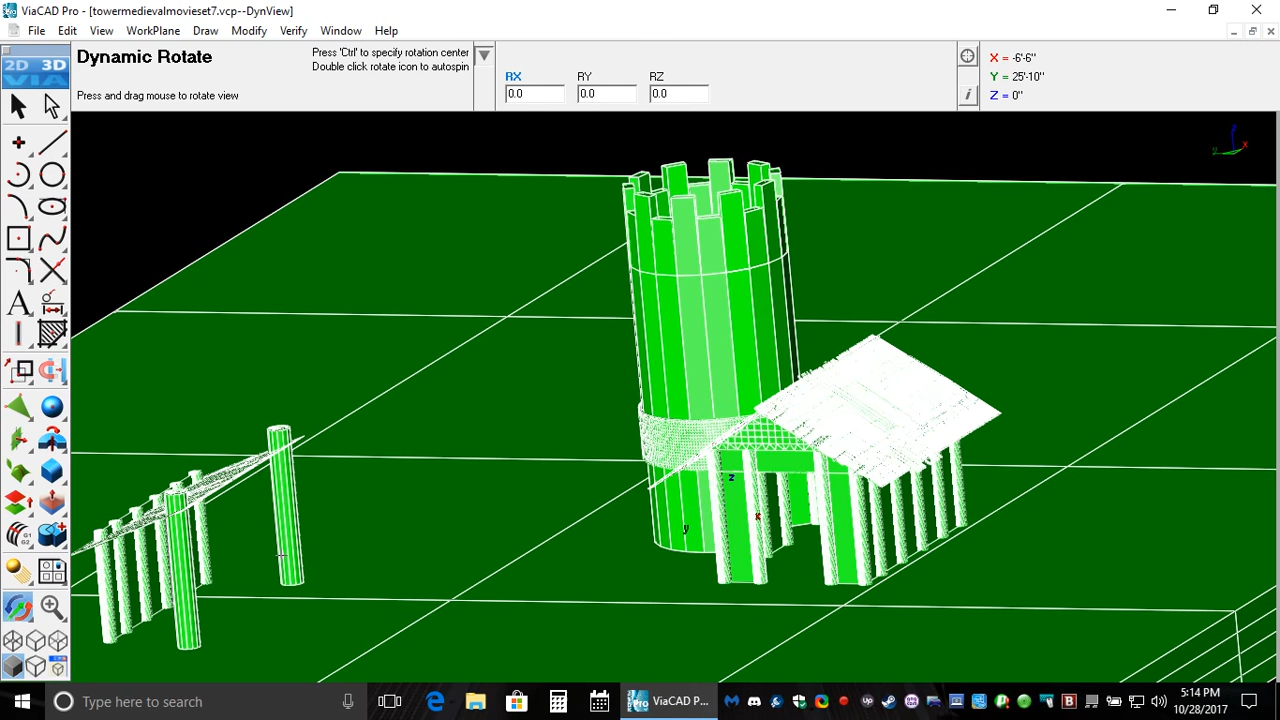 ViaCAD Pro - [towermedievalmovieset7.vcp--DynView]
File Edit View WorkPlane Draw Modify Verify Window Help
2D 3D
VIA
Dynamic Rotate
Press 'Ctrl' to specify rotation center
Double click rotate icon to autospin
Press and drag mouse to rotate view
RX RY RZ
0.0 0.0 0.0
X = -6'-6"
Y = 25'-10"
Z = 0"
z
x
y
A
G1
G2
Type here to search
ViaCAD P...
5:14 PM
10/28/2017